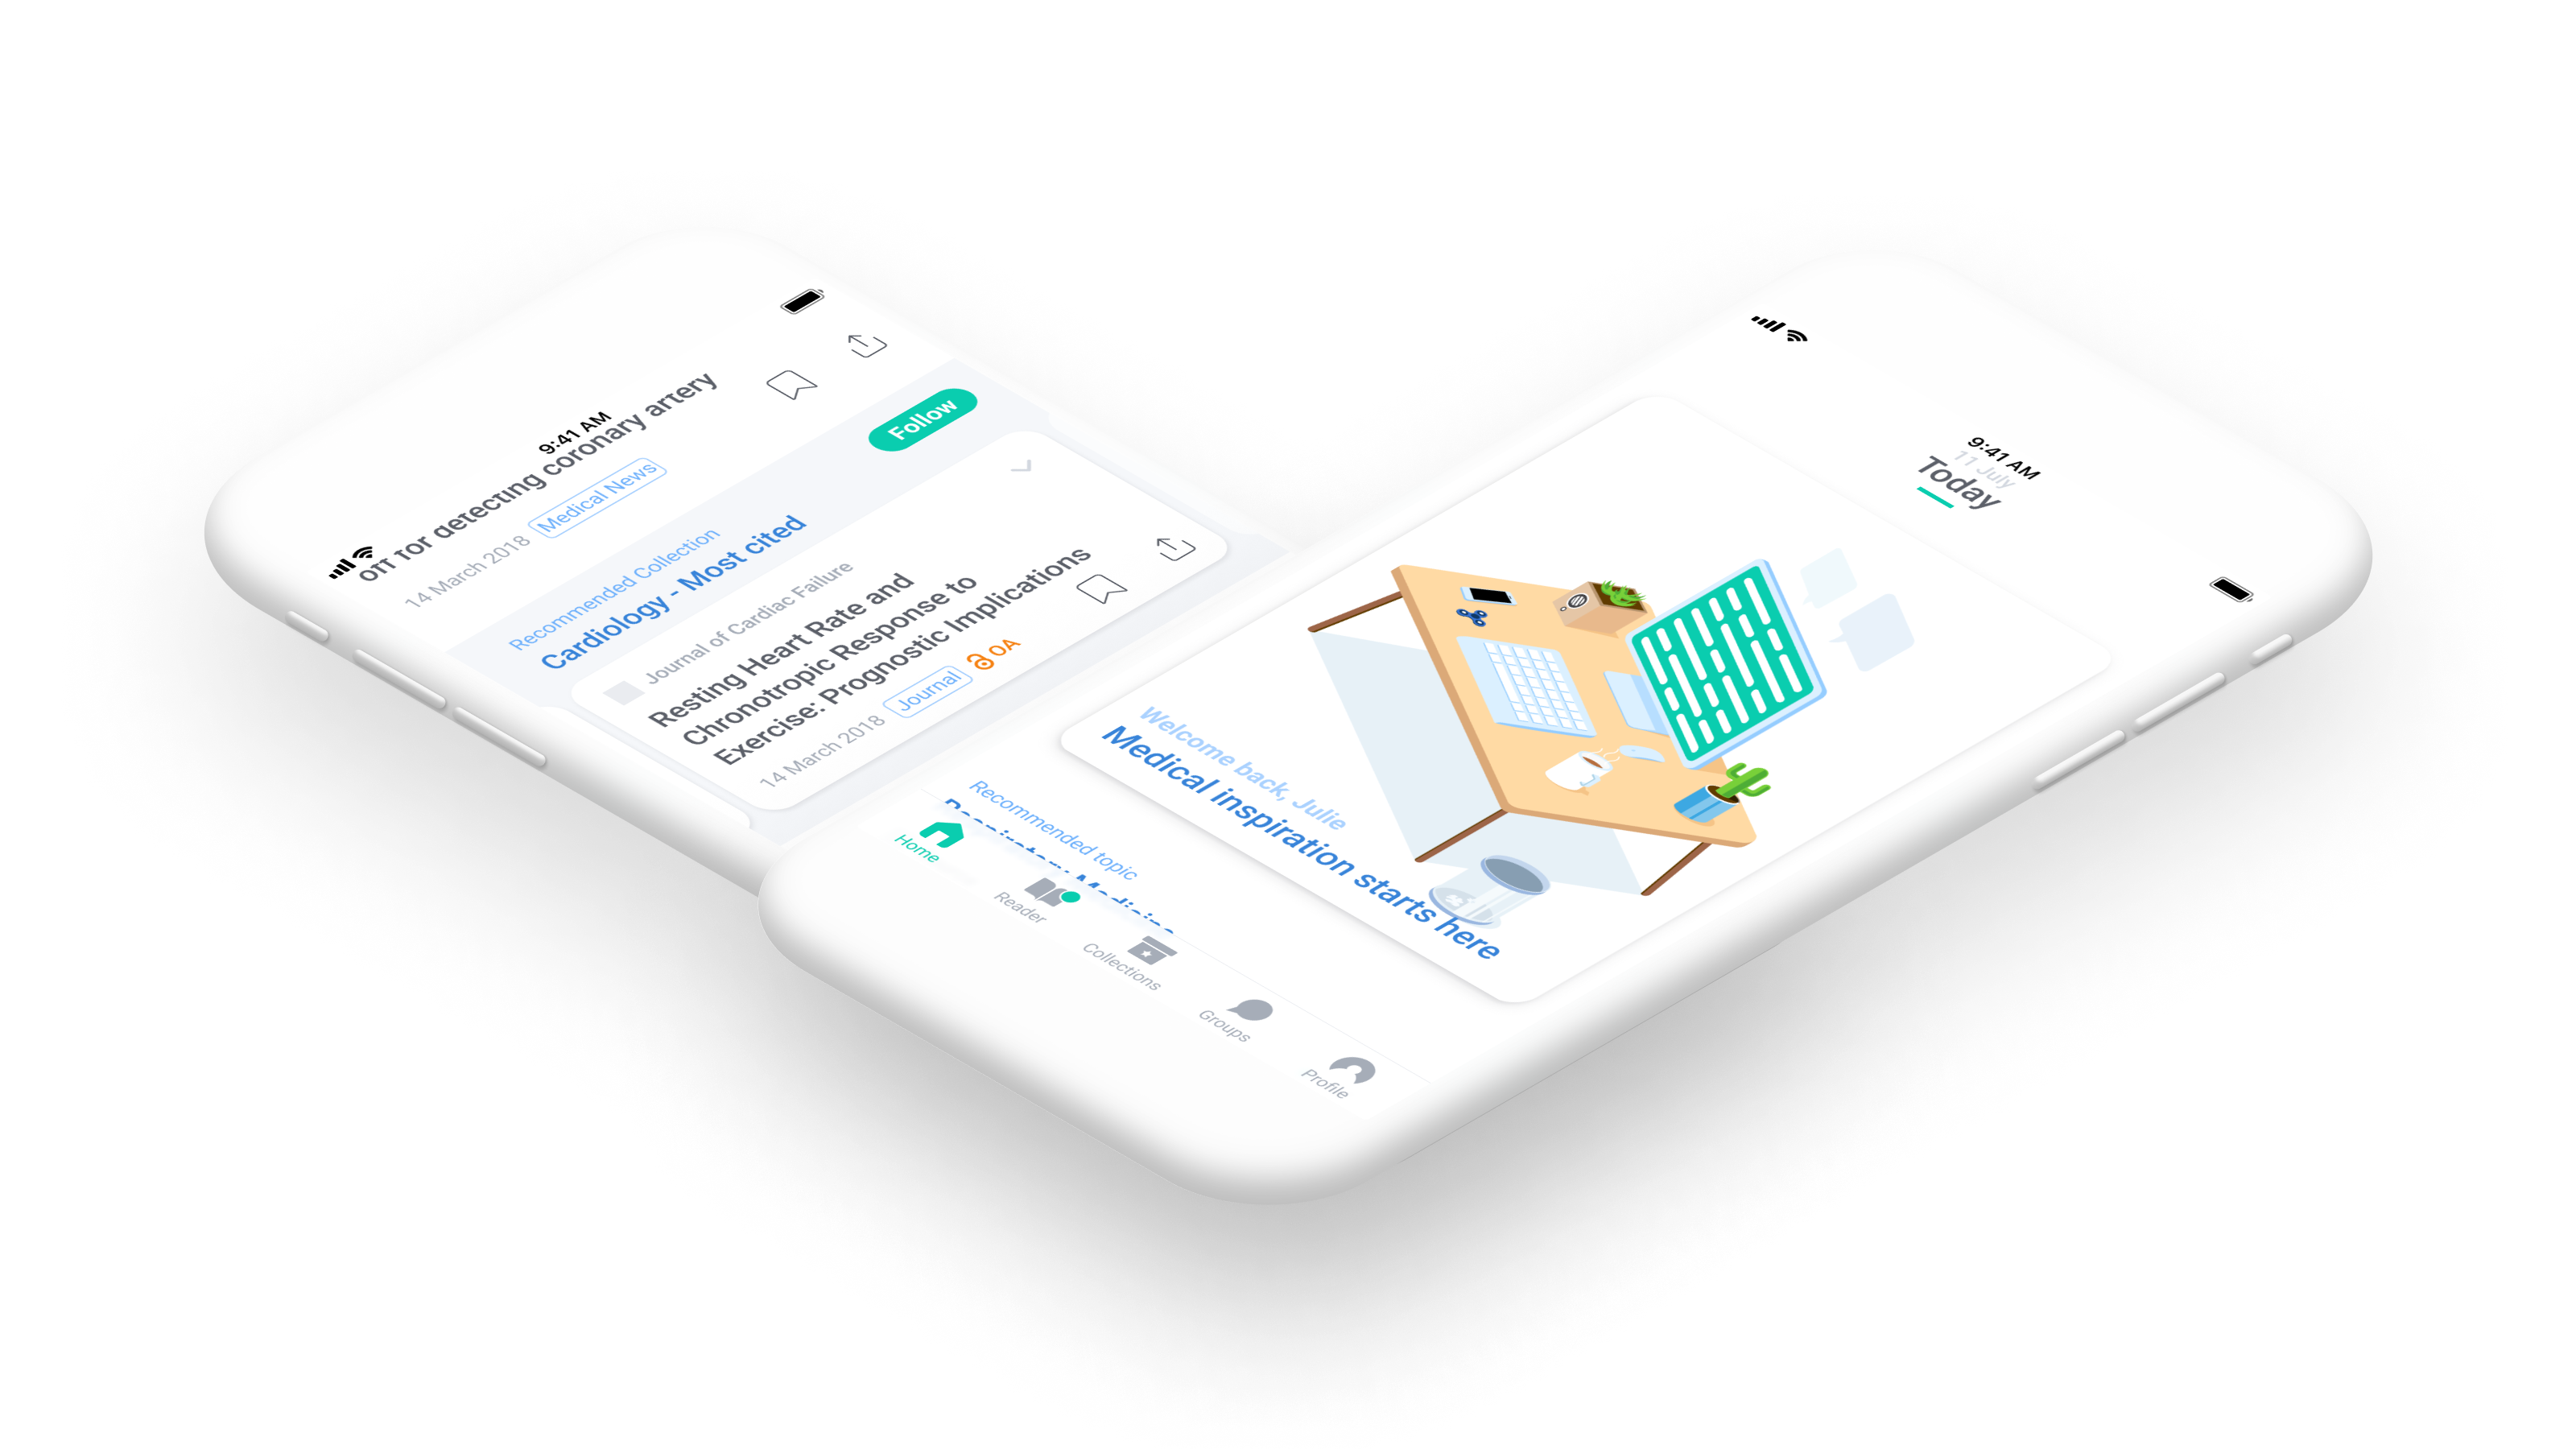 9:41 AM
off for detecting coronary artery
14 March 2018
Medical News
Follow
Recommended Collection
Cardiology - Most cited
Journal of Cardiac Failure
Resting Heart Rate and
Chronotropic Response to
Exercise: Prognostic Implications
14 March 2018
Journal
OA
9:41 AM
11 July
Today
Welcome back, Julie
Medical inspiration starts here
Recommended topic
Respiratory Medicine
Home
Reader
Collections
Groups
Profile